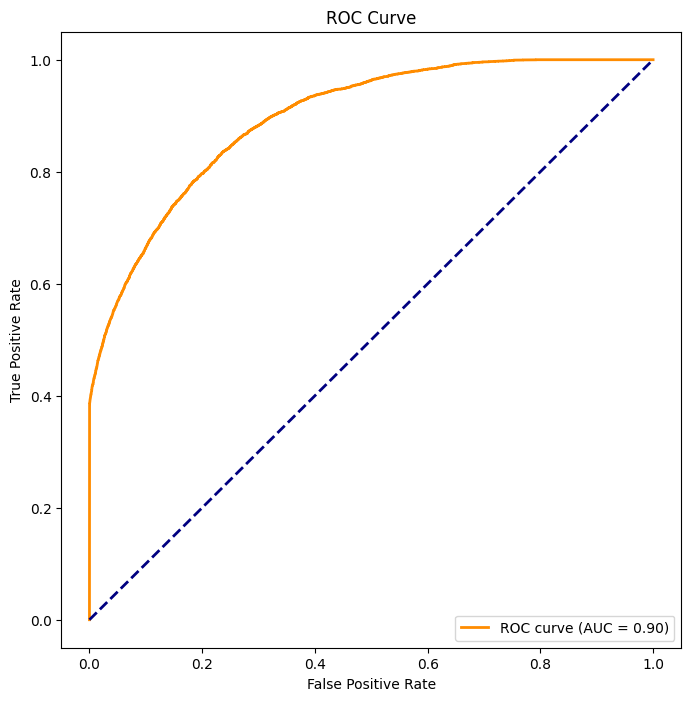 ROC Curve
True Positive Rate
1.0
0.8
0.6
0.4
0.2
0.0
ROC curve (AUC = 0.90)
0.0 0.2 0.4 0.6 0.8 1.0
False Positive Rate